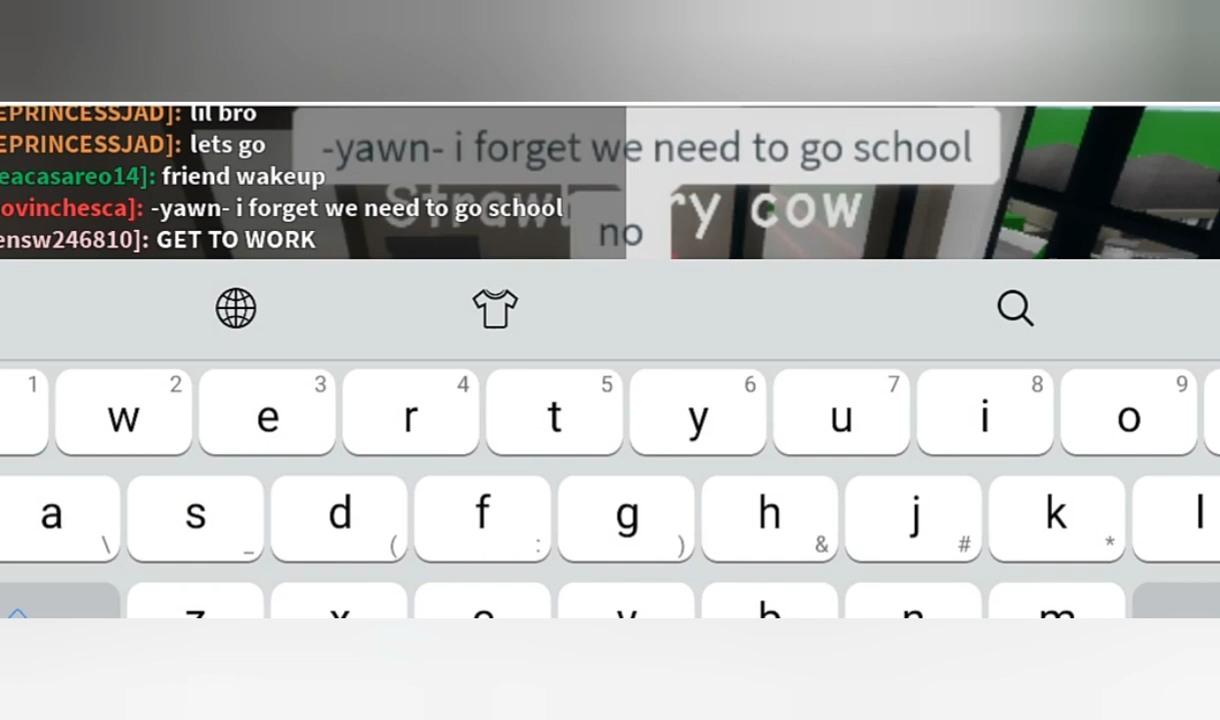 EPRINCESSJAD]: lil bro
EPRINCESSJAD]: lets go
eacasareo14]: friend wakeup
ovinchesca]: -yawn- i forget we need to go school
ensw246810]: GET TO WORK
-yawn- i forget we need to go school
Strawb ry cow
no
1 2 3 4 5 6 7 8 9
w e r t y u i o
a s d f g h j k l
\ _ ( : ) & # *
z x c v b n m